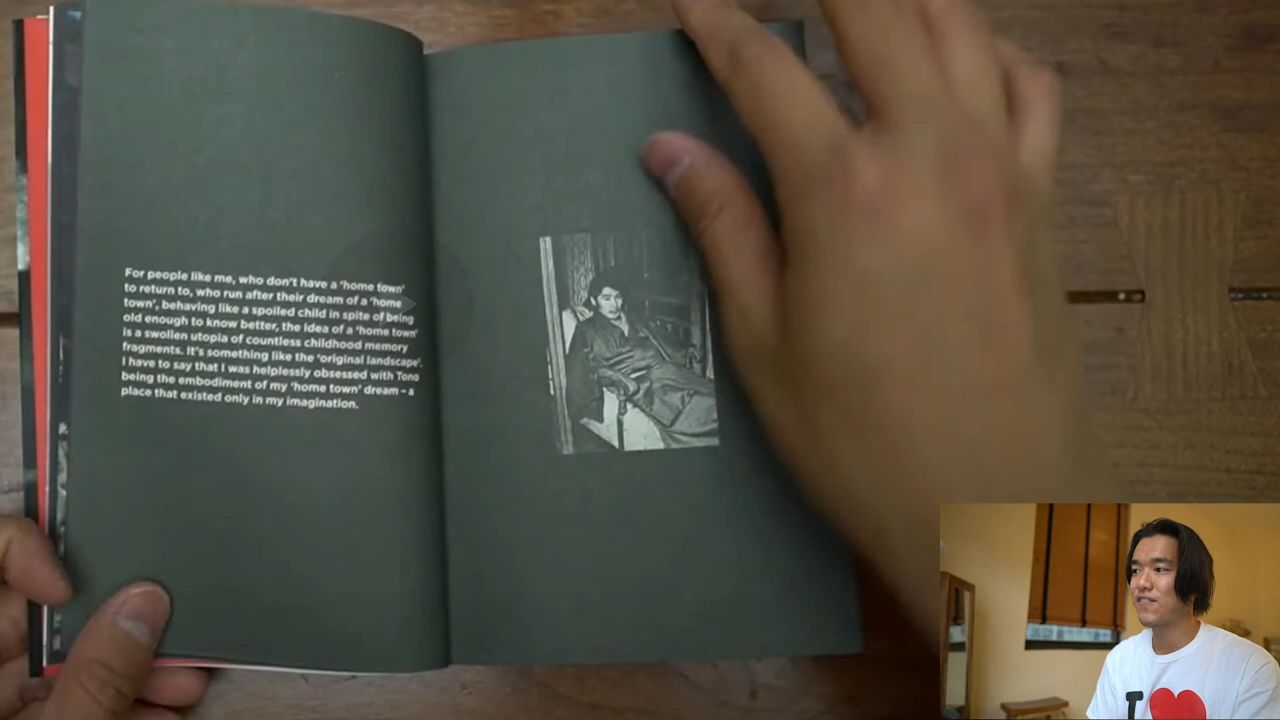 For people like me, who don't have a 'home town'
to return to, who run after their dream of a 'home
town', behaving like a spoiled child in spite of being
old enough to know better, the idea of a 'home town'
is a swollen utopia of countless childhood memory
fragments. It's something like the 'original landscape'.
I have to say that I was helplessly obsessed with Tono
being the embodiment of my 'home town' dream – a
place that existed only in my imagination.
I